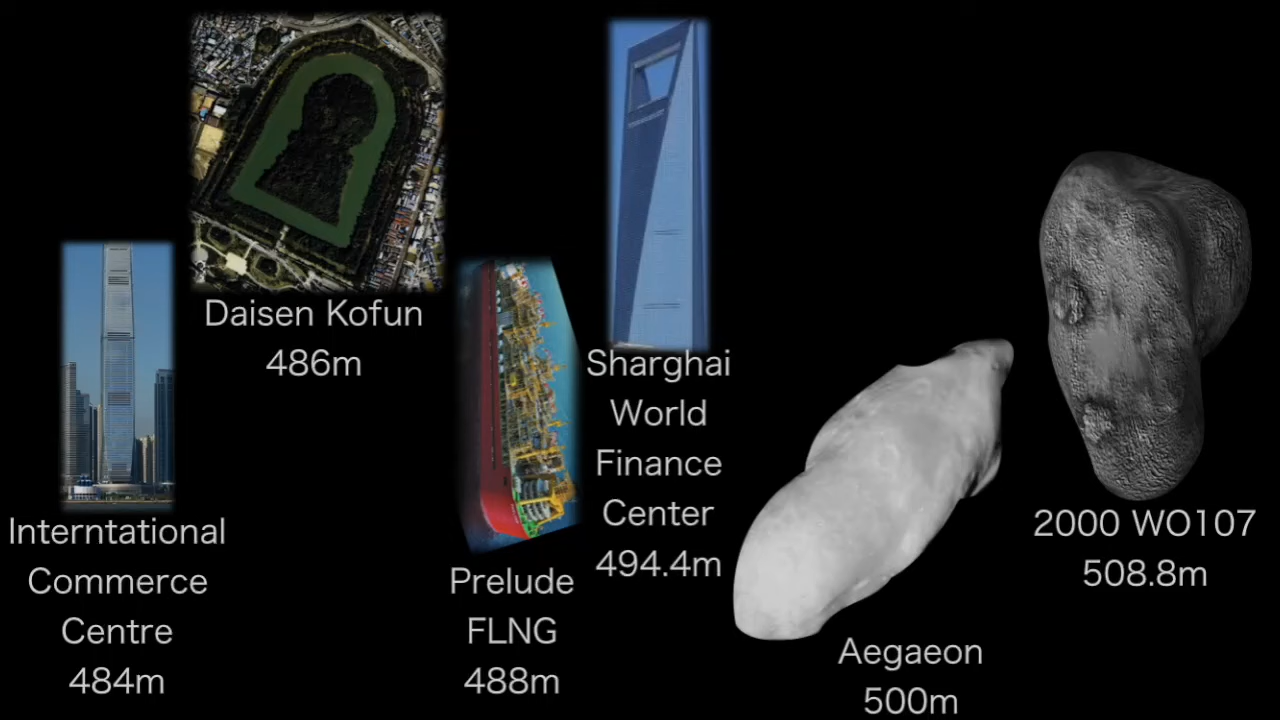 Interntational
Commerce
Centre
484m
Daisen Kofun
486m
Prelude
FLNG
488m
Sharghai
World
Finance
Center
494.4m
Aegaeon
500m
2000 WO107
508.8m